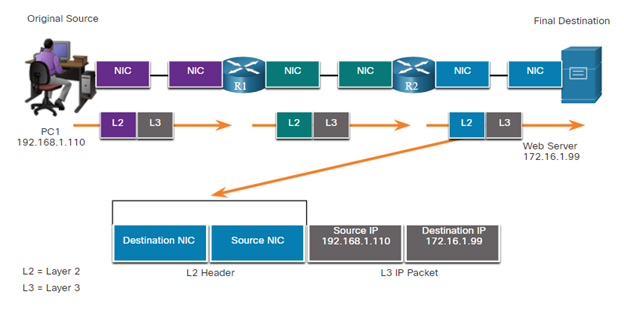 Original Source
Final Destination
NIC
NIC
NIC
NIC
NIC
NIC
R1
R2
L2
L3
L2
L3
L2
L3
PC1
192.168.1.110
Web Server
172.16.1.99
Destination NIC
Source NIC
Source IP
192.168.1.110
Destination IP
172.16.1.99
L2 = Layer 2
L2 Header
L3 IP Packet
L3 = Layer 3